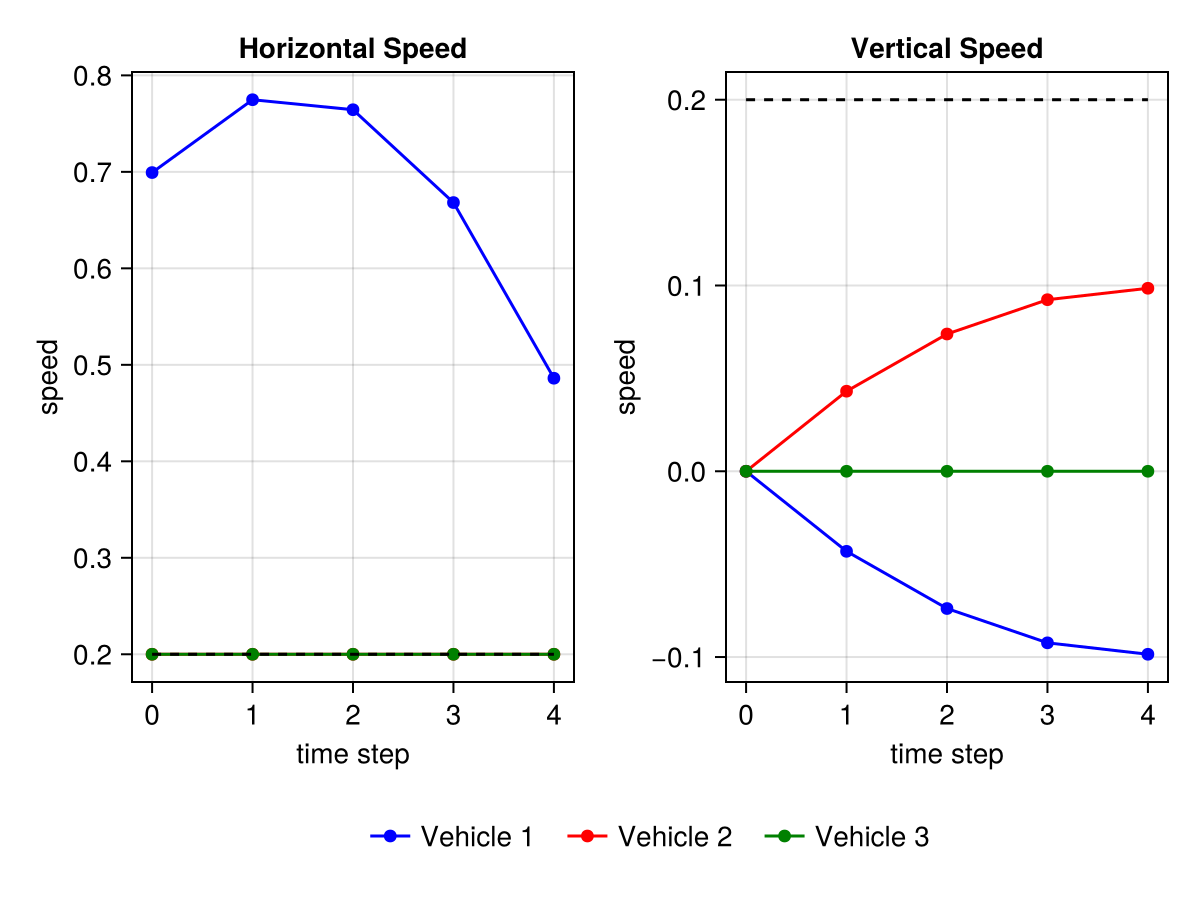 Horizontal Speed
0.8
0.7
0.6
0.5
0.4
0.3
0.2
speed
0 1 2 3 4
time step
Vertical Speed
0.2
0.1
0.0
−0.1
speed
0 1 2 3 4
time step
Vehicle 1 Vehicle 2 Vehicle 3